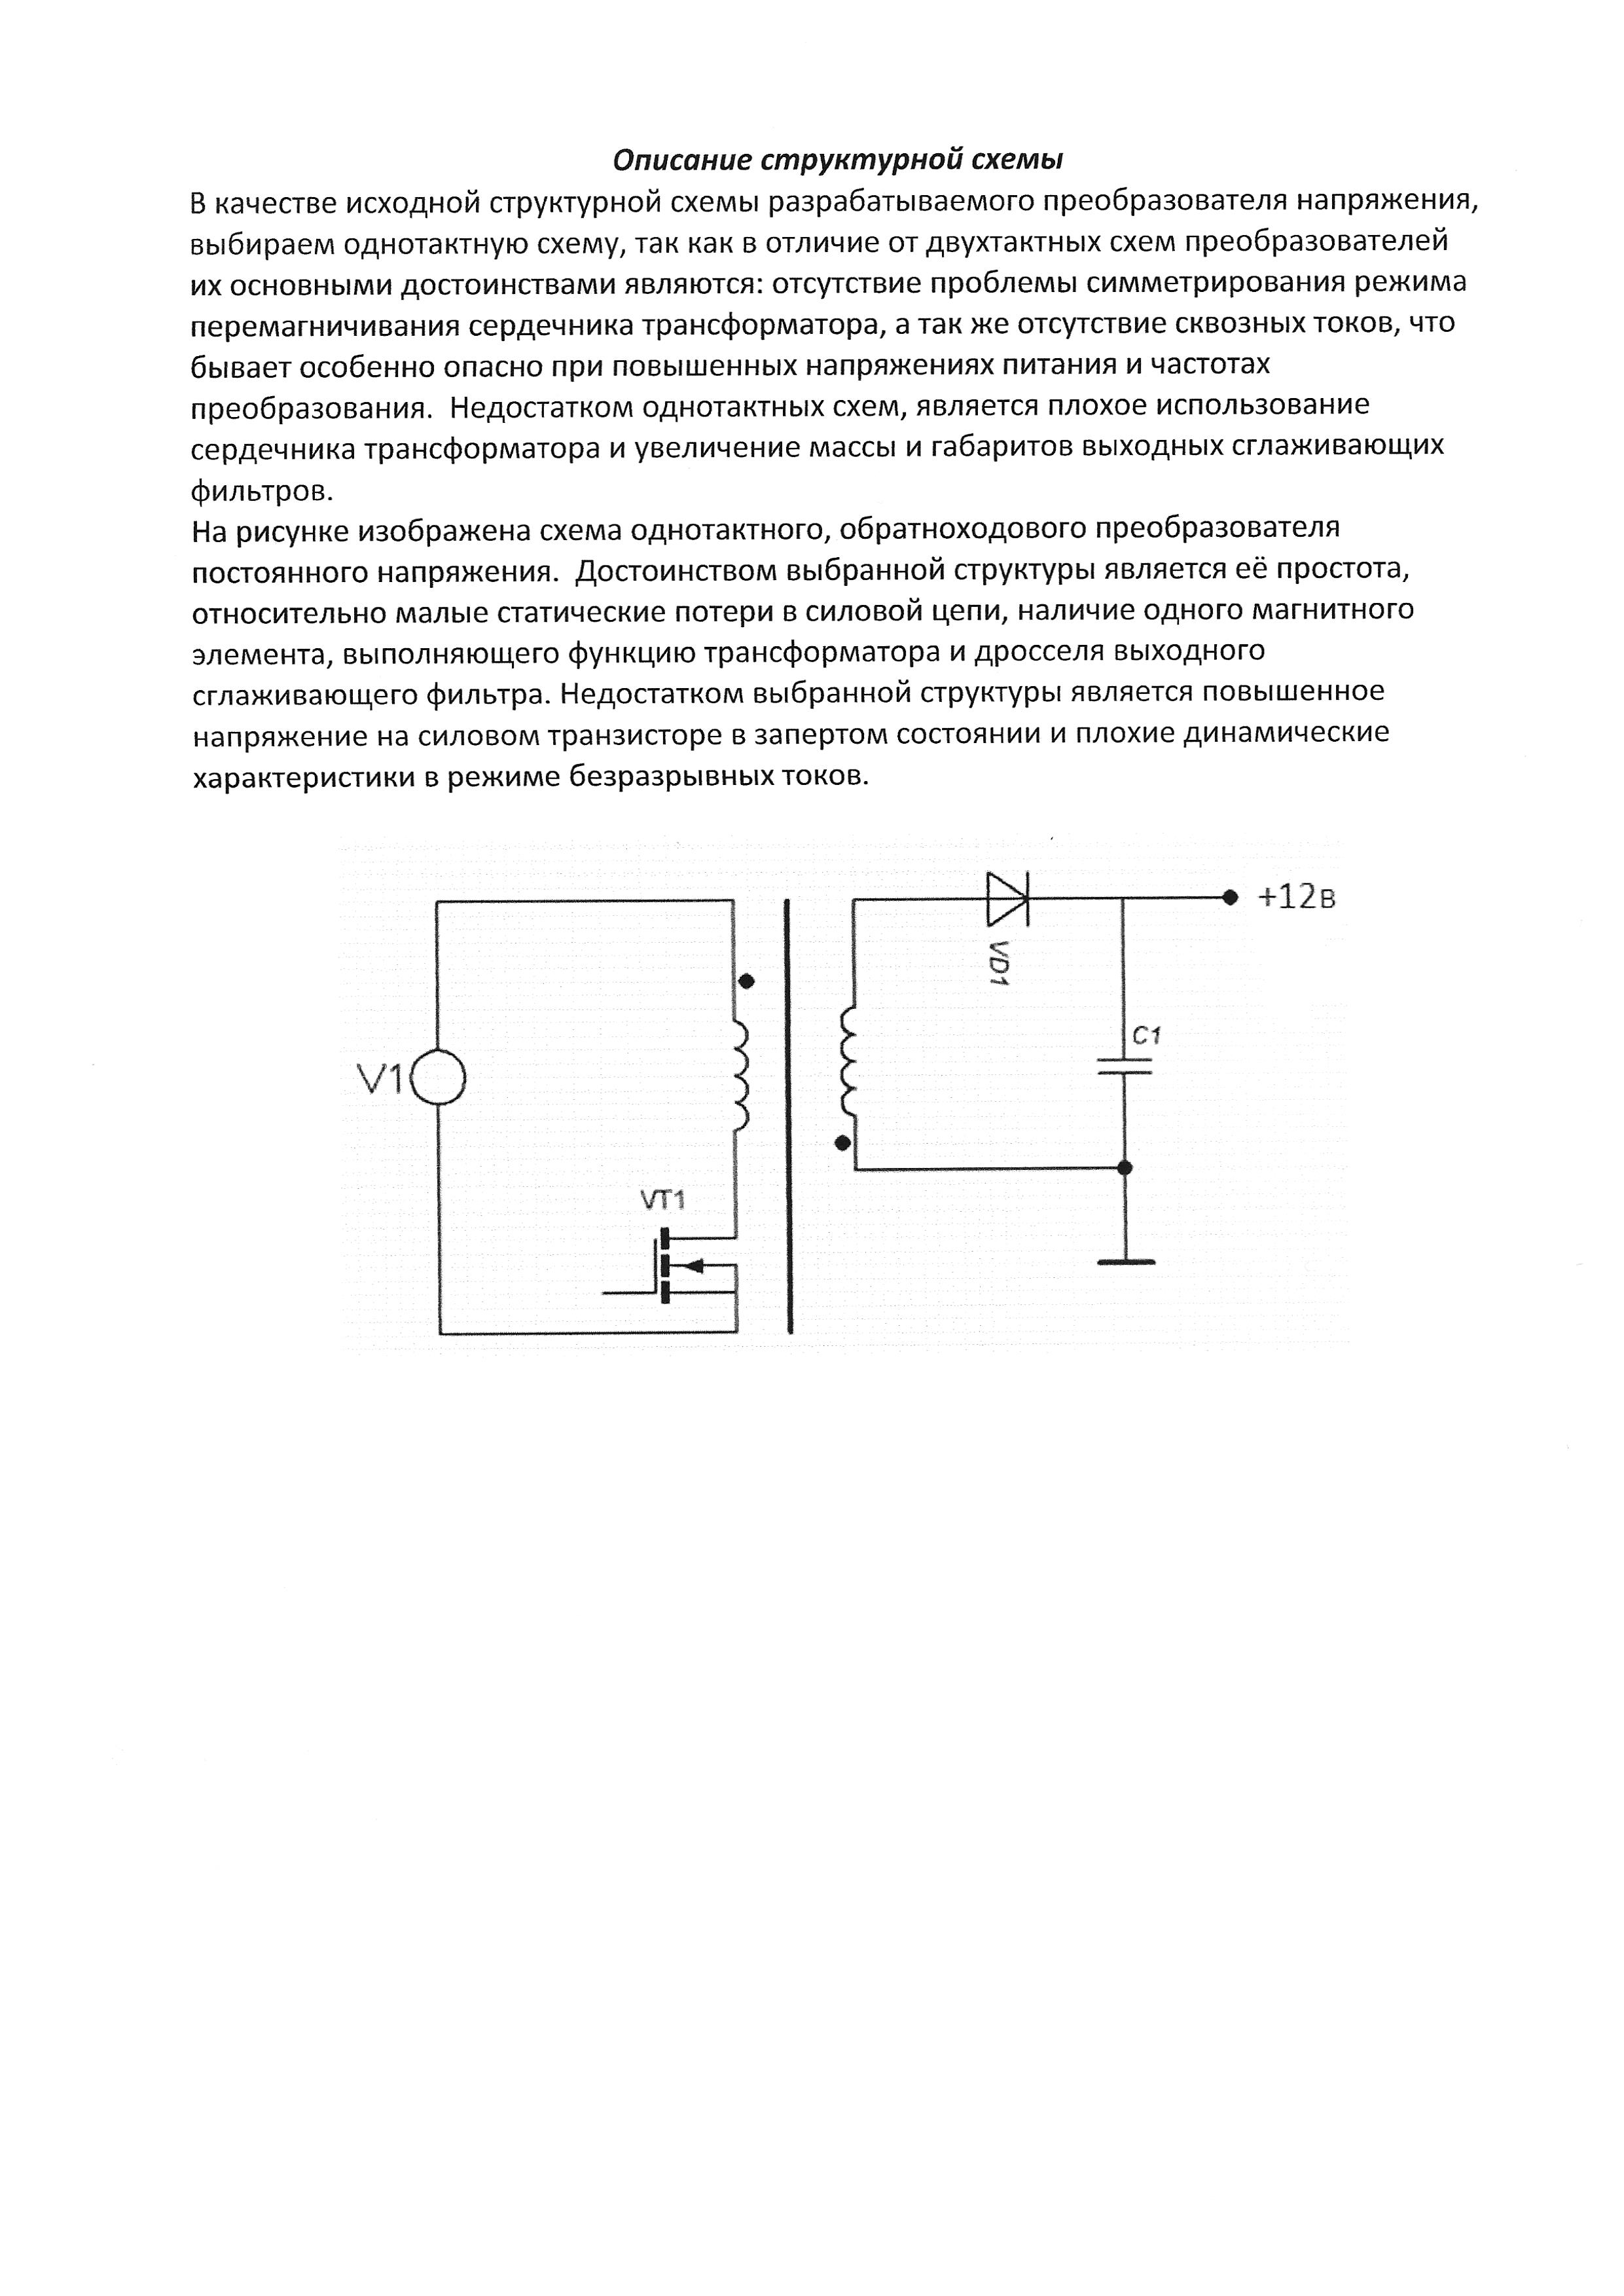 Описание структурной схемы
В качестве исходной структурной схемы разрабатываемого преобразователя напряжения,
выбираем однотактную схему, так как в отличие от двухтактных схем преобразователей
их основными достоинствами являются: отсутствие проблемы симметрирования режима
перемагничивания сердечника трансформатора, а так же отсутствие сквозных токов, что
бывает особенно опасно при повышенных напряжениях питания и частотах
преобразования.  Недостатком однотактных схем, является плохое использование
сердечника трансформатора и увеличение массы и габаритов выходных сглаживающих
фильтров.
На рисунке изображена схема однотактного, обратноходового преобразователя
постоянного напряжения.  Достоинством выбранной структуры является её простота,
относительно малые статические потери в силовой цепи, наличие одного магнитного
элемента, выполняющего функцию трансформатора и дросселя выходного
сглаживающего фильтра. Недостатком выбранной структуры является повышенное
напряжение на силовом транзисторе в запертом состоянии и плохие динамические
характеристики в режиме безразрывных токов.
+12в
VD1
C1
V1
VT1